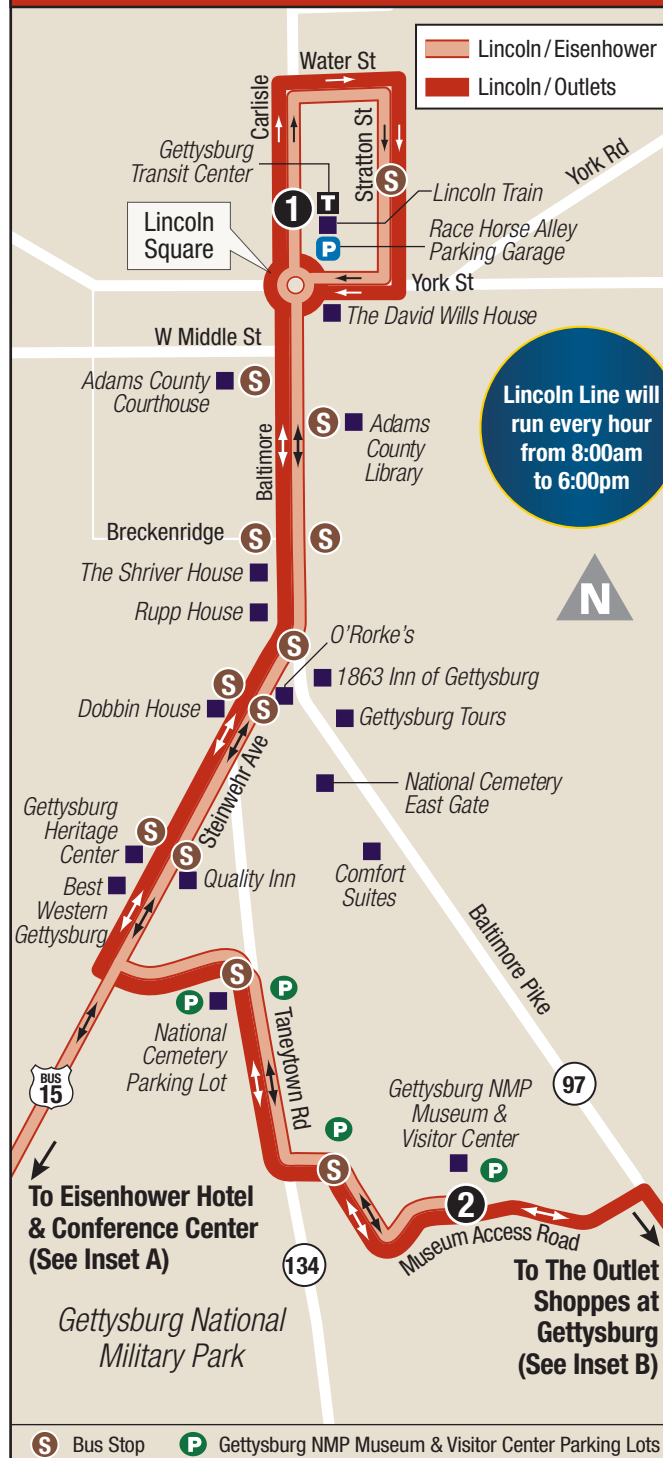 Lincoln / Eisenhower
Lincoln / Outlets
Water St
Carlisle
Stratton St
York Rd
Gettysburg
Transit Center
T
Lincoln Train
1
S
Race Horse Alley
Parking Garage
P
Lincoln
Square
York St
The David Wills House
W Middle St
Adams County
Courthouse
S
S
Adams
County
Library
Baltimore
Lincoln Line will
run every hour
from 8:00am
to 6:00pm
Breckenridge
S
S
The Shriver House
Rupp House
N
O'Rorke's
S
1863 Inn of Gettysburg
S
Dobbin House
S
Gettysburg Tours
Steinwehr Ave
National Cemetery
East Gate
Gettysburg
Heritage
Center
S
S
Quality Inn
Comfort
Suites
Best
Western
Gettysburg
Baltimore Pike
S
P
P
National
Cemetery
Parking Lot
Taneytown Rd
BUS
15
97
Gettysburg NMP
Museum &
Visitor Center
P
P
S
2
Museum Access Road
To Eisenhower Hotel
& Conference Center
(See Inset A)
134
To The Outlet
Shoppes at
Gettysburg
(See Inset B)
Gettysburg National
Military Park
S Bus Stop P Gettysburg NMP Museum & Visitor Center Parking Lots